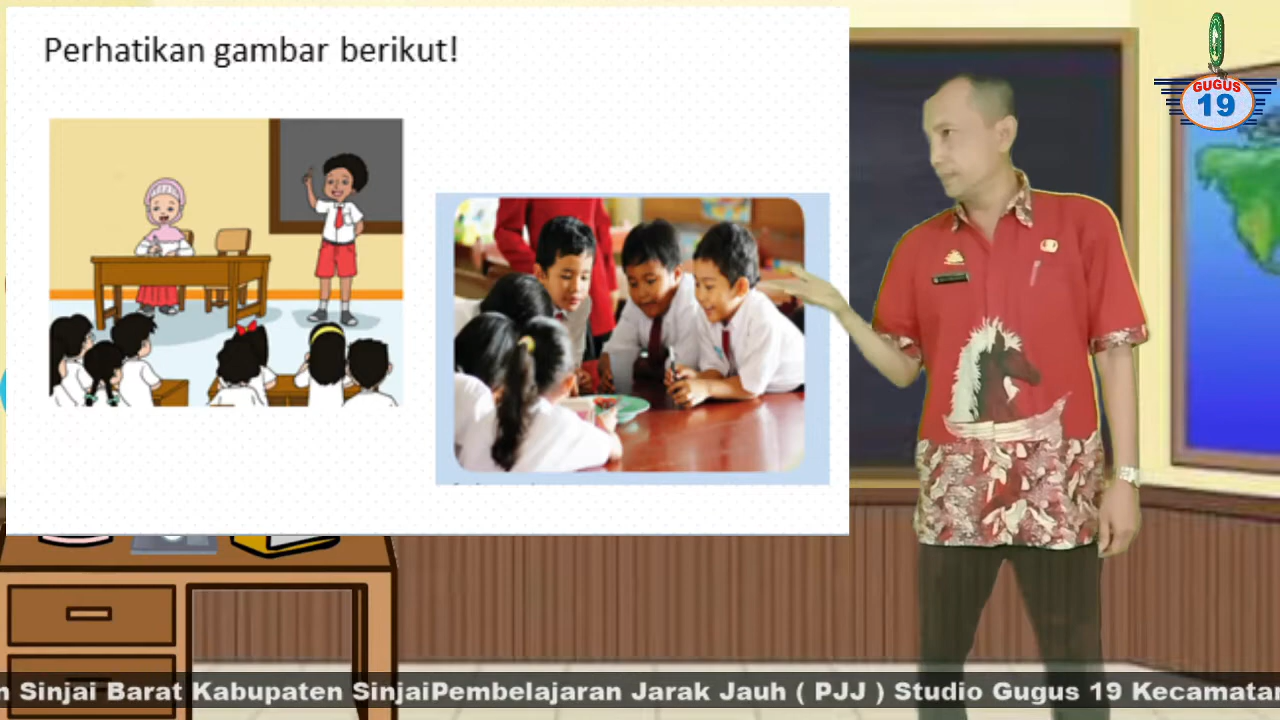 Perhatikan gambar berikut!
GUGUS
19
n Sinjai Barat Kabupaten SinjaiPembelajaran Jarak Jauh ( PJJ ) Studio Gugus 19 Kecamatan